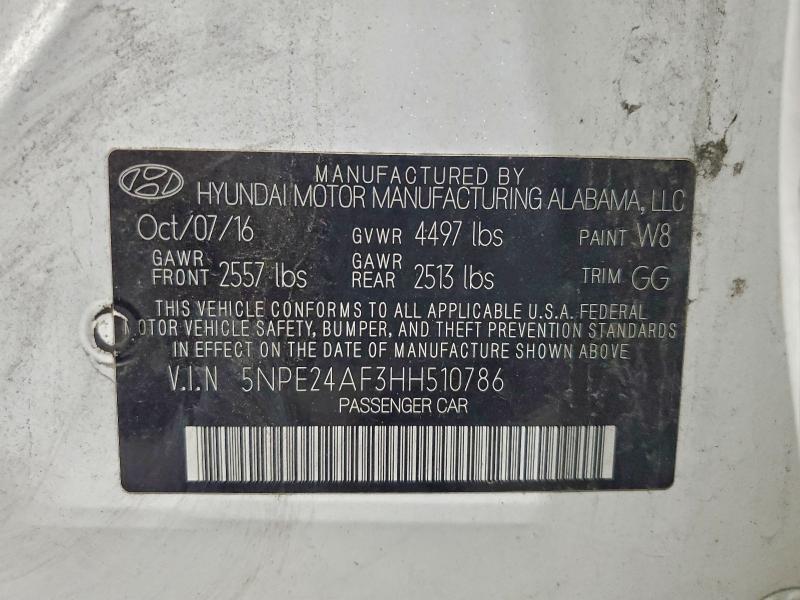 MANUFACTURED BY
HYUNDAI MOTOR MANUFACTURING ALABAMA, LLC
Oct/07/16 GVWR 4497 lbs PAINT W8
GAWR FRONT 2557 lbs GAWR REAR 2513 lbs TRIM GG
THIS VEHICLE CONFORMS TO ALL APPLICABLE U.S.A. FEDERAL
MOTOR VEHICLE SAFETY, BUMPER, AND THEFT PREVENTION STANDARDS
IN EFFECT ON THE DATE OF MANUFACTURE SHOWN ABOVE
V.I.N 5NPE24AF3HH510786
PASSENGER CAR